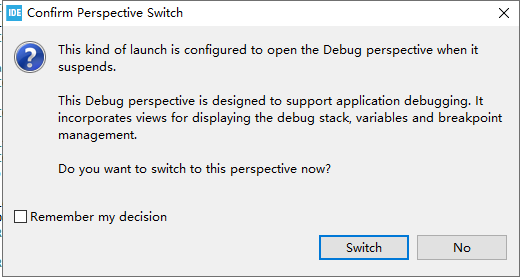 IDE Confirm Perspective Switch
This kind of launch is configured to open the Debug perspective when it
suspends.
This Debug perspective is designed to support application debugging. It
incorporates views for displaying the debug stack, variables and breakpoint
management.
Do you want to switch to this perspective now?
Remember my decision
Switch No